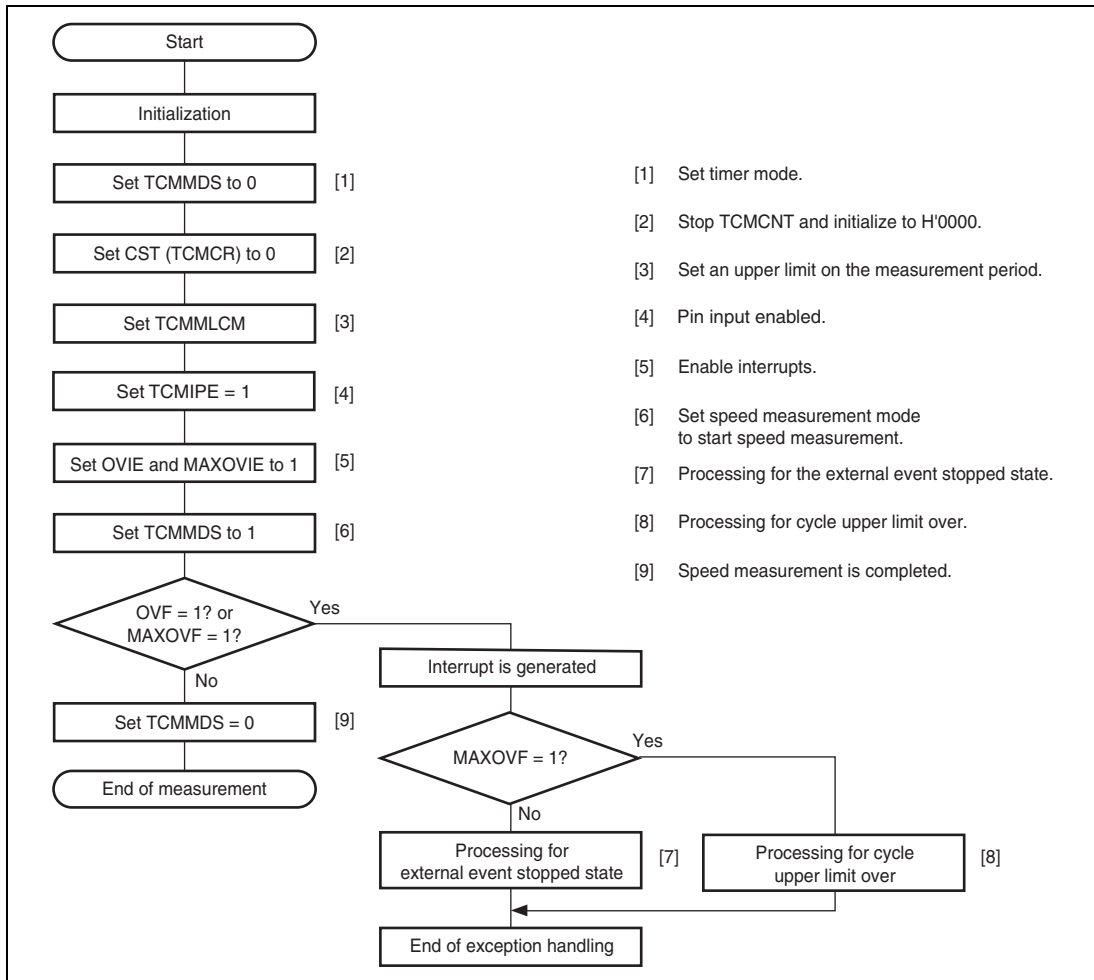 Start
Initialization
Set TCMMDS to 0
[1]
Set CST (TCMCR) to 0
[2]
Set TCMMLCM
[3]
Set TCMIPE = 1
[4]
Set OVIE and MAXOVIE to 1
[5]
Set TCMMDS to 1
[6]
OVF = 1? or
MAXOVF = 1?
Yes
No
Set TCMMDS = 0
[9]
End of measurement
Interrupt is generated
MAXOVF = 1?
Yes
No
Processing for
external event stopped state
[7]
Processing for cycle
upper limit over
[8]
End of exception handling
[1] Set timer mode.
[2] Stop TCMCNT and initialize to H'0000.
[3] Set an upper limit on the measurement period.
[4] Pin input enabled.
[5] Enable interrupts.
[6] Set speed measurement mode
to start speed measurement.
[7] Processing for the external event stopped state.
[8] Processing for cycle upper limit over.
[9] Speed measurement is completed.